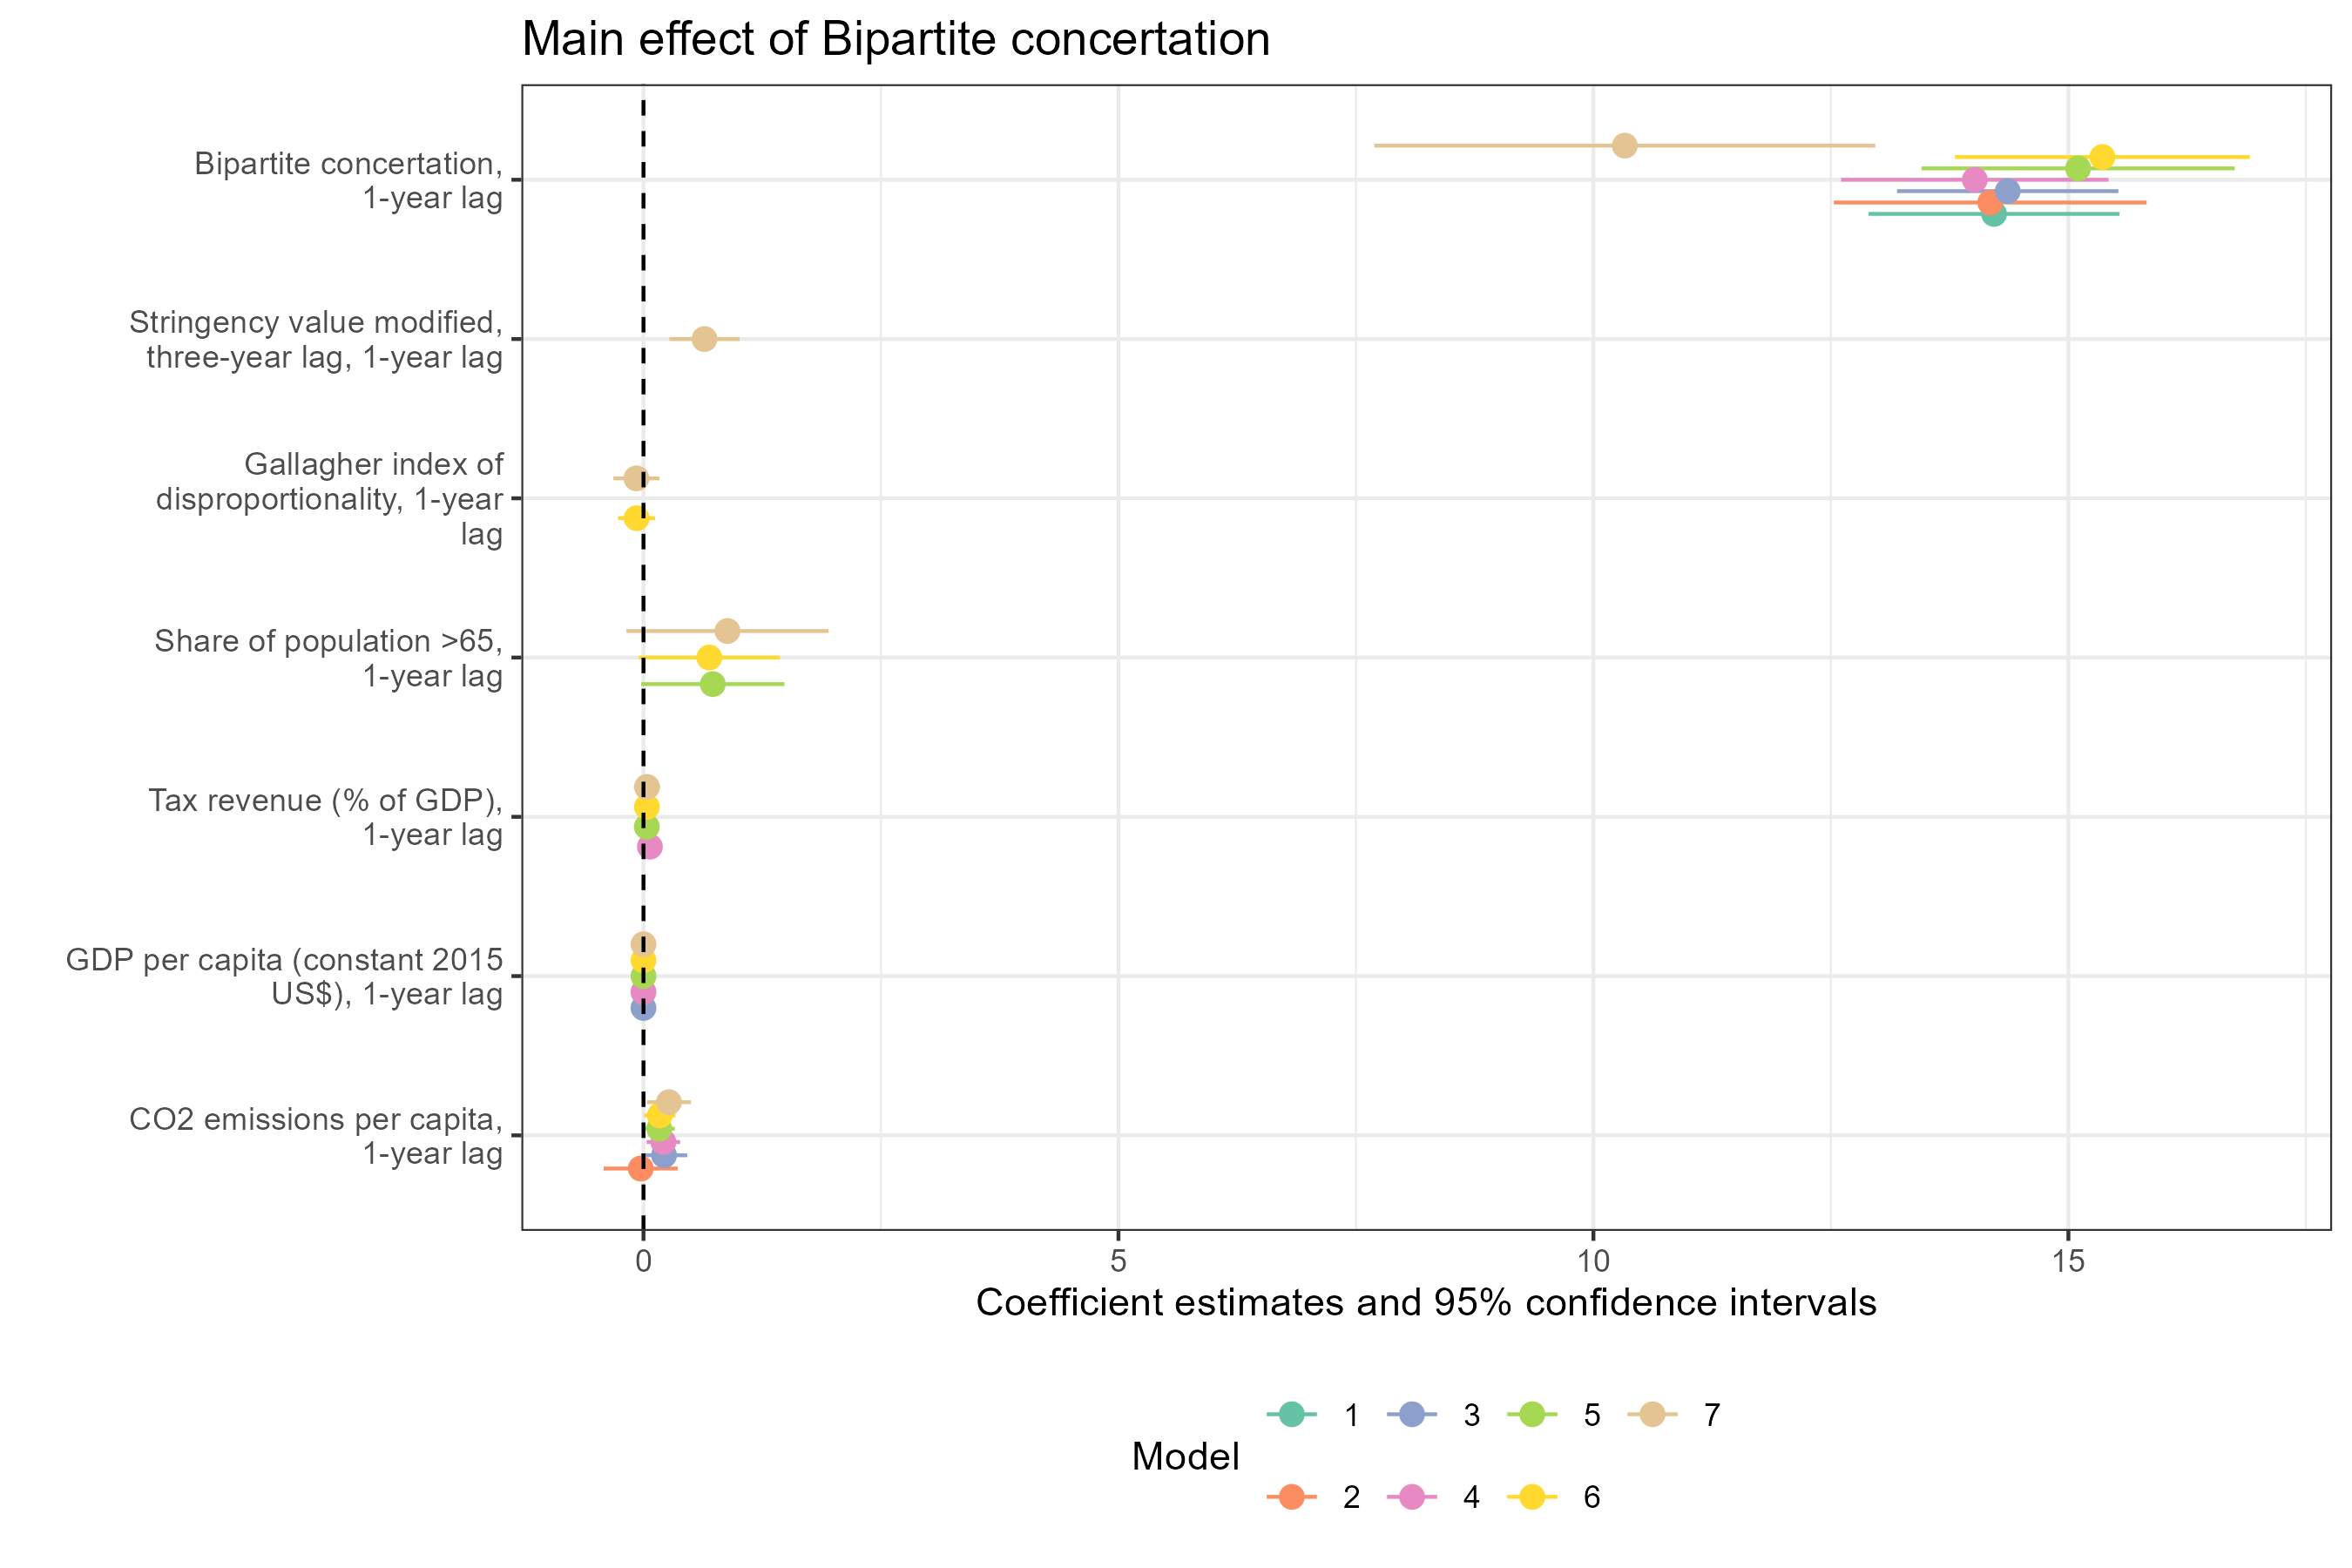 Main effect of Bipartite concertation
Bipartite concertation,
1-year lag
Stringency value modified,
three-year lag, 1-year lag
Gallagher index of
disproportionality, 1-year
lag
Share of population >65,
1-year lag
Tax revenue (% of GDP),
1-year lag
GDP per capita (constant 2015
US$), 1-year lag
CO2 emissions per capita,
1-year lag
0 5 10 15
Coefficient estimates and 95% confidence intervals
Model
1 3 5 7
2 4 6